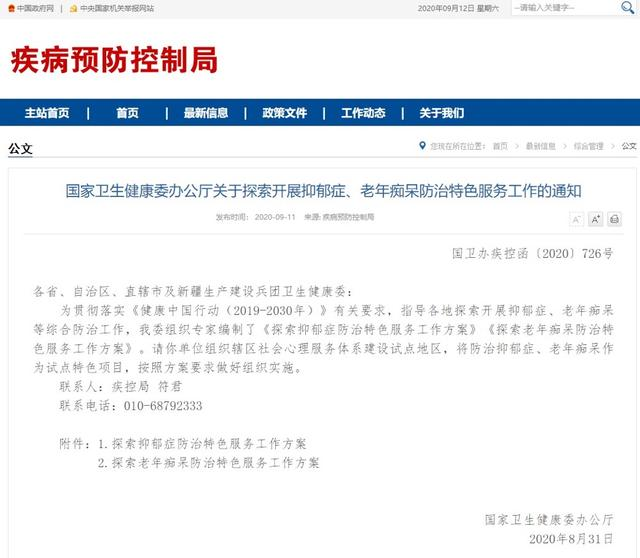 中国政府网 | 中央国家机关举报网站
2020年09月12日 星期六
--请输入关键字--
疾病预防控制局
主站首页 | 首页 | 最新信息 | 政策文件 | 工作动态 | 关于我们
公文
您现在所在位置： 首页 > 最新信息 > 综合管理 > 公文
国家卫生健康委办公厅关于探索开展抑郁症、老年痴呆防治特色服务工作的通知
发布时间： 2020-09-11 来源: 疾病预防控制局
国卫办疾控函〔2020〕726号
各省、自治区、直辖市及新疆生产建设兵团卫生健康委：
为贯彻落实《健康中国行动（2019-2030年）》有关要求，指导各地探索开展抑郁症、老年痴呆
等综合防治工作，我委组织专家编制了《探索抑郁症防治特色服务工作方案》《探索老年痴呆防治特
色服务工作方案》。请你单位组织辖区社会心理服务体系建设试点地区，将防治抑郁症、老年痴呆作
为试点特色项目，按照方案要求做好组织实施。
联系人：疾控局 符君
联系电话：010-68792333
附件：1.探索抑郁症防治特色服务工作方案
2.探索老年痴呆防治特色服务工作方案
国家卫生健康委办公厅
2020年8月31日